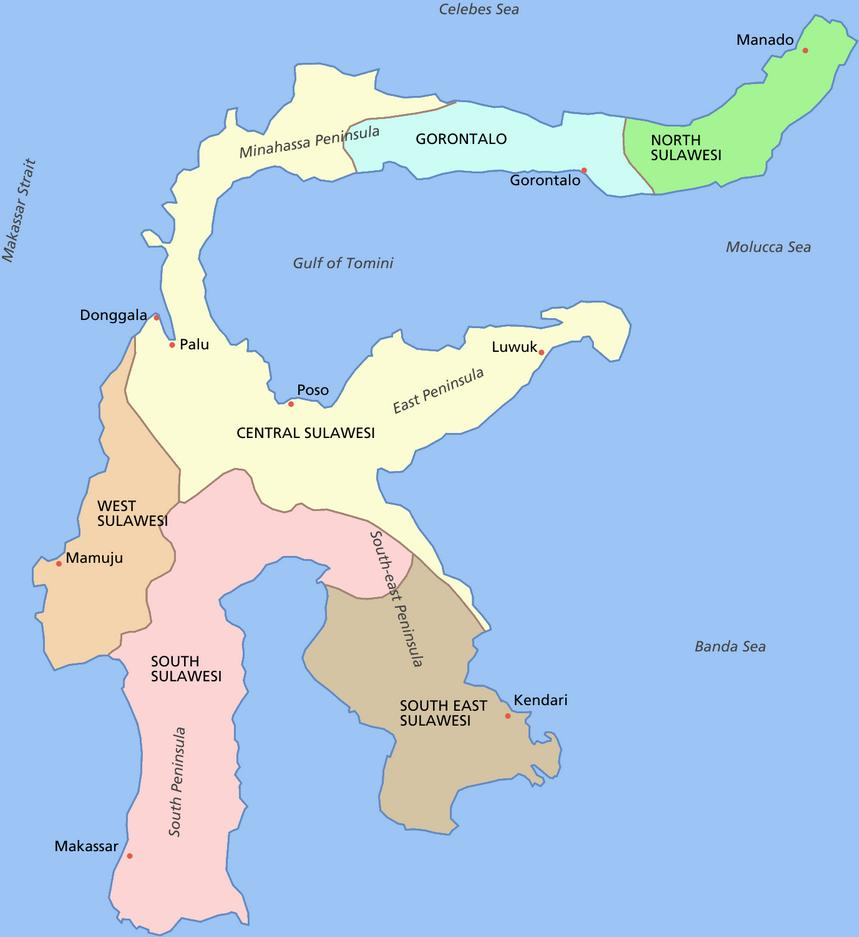 Celebes Sea
Manado
Minahassa Peninsula
GORONTALO
NORTH
SULAWESI
Gorontalo
Makassar Strait
Gulf of Tomini
Molucca Sea
Donggala
Palu
Luwuk
Poso
East Peninsula
CENTRAL SULAWESI
WEST
SULAWESI
Mamuju
South-east Peninsula
Banda Sea
SOUTH
SULAWESI
SOUTH EAST
SULAWESI
Kendari
South Peninsula
Makassar